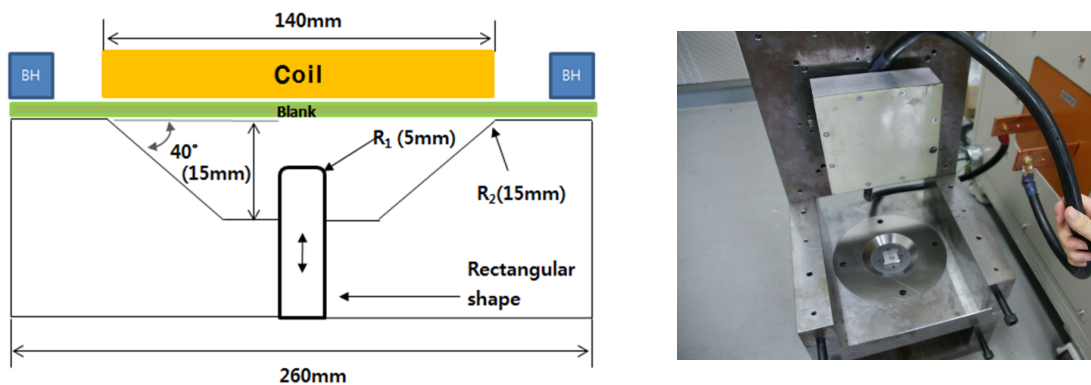 140mm
BH
Coil
BH
Blank
40°
(15mm)
R1 (5mm)
R2(15mm)
Rectangular
shape
260mm